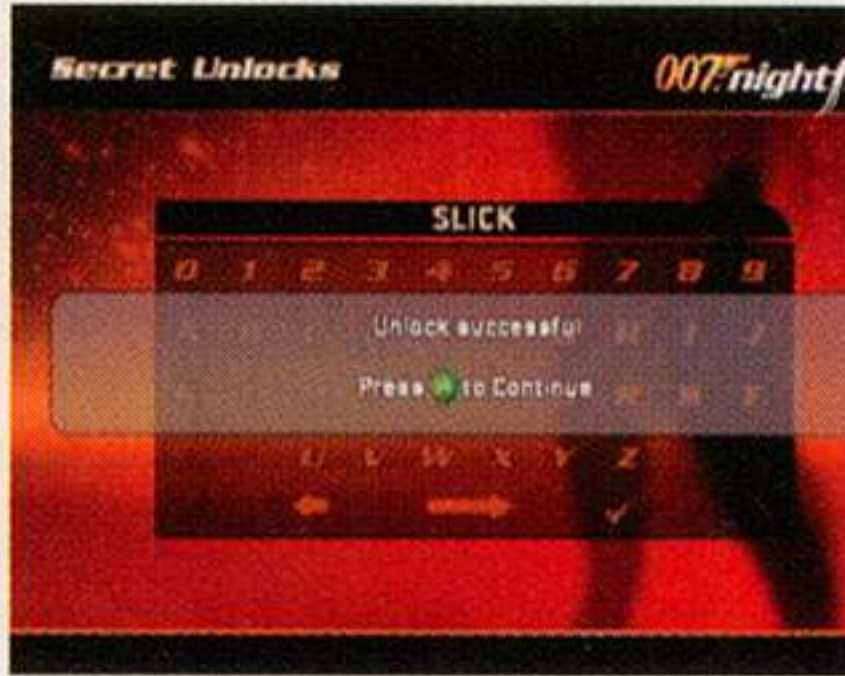 Secret Unlocks
007: nightf
SLICK
0 1 2 3 4 5 6 7 8 9
Unlock successful
Press A to Continue
U V W X Y Z